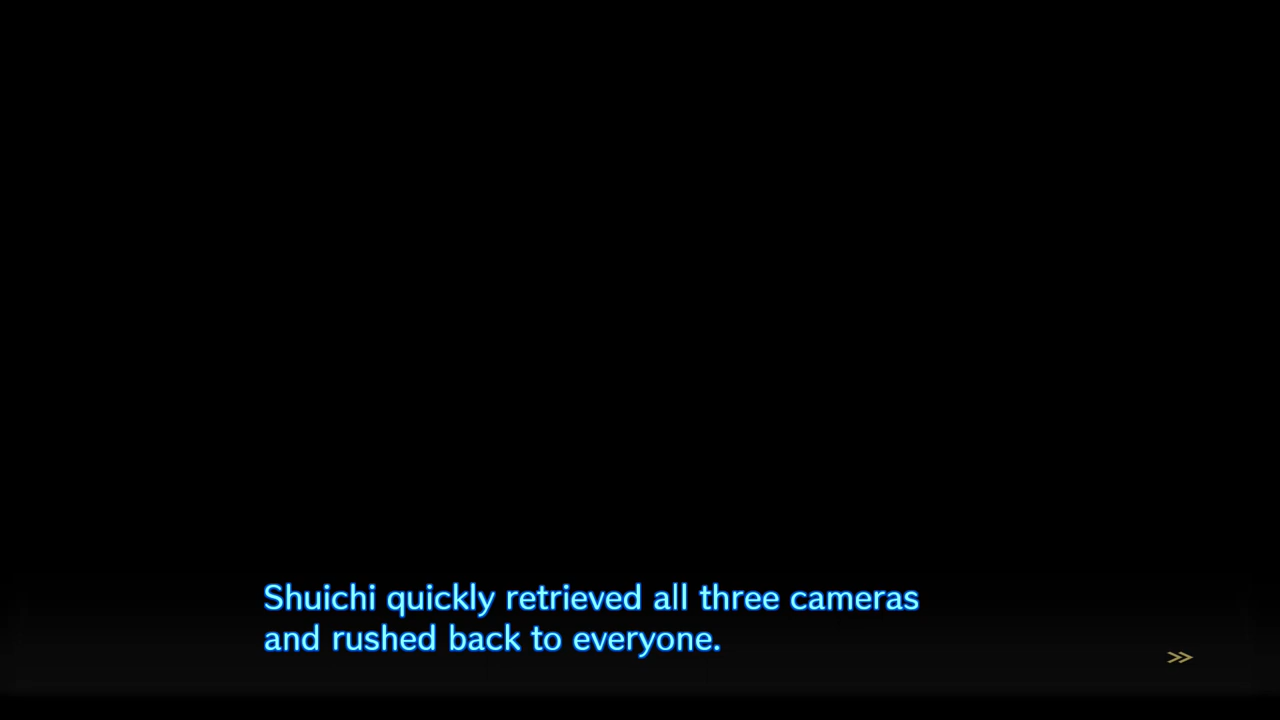 Shuichi quickly retrieved all three cameras
and rushed back to everyone.